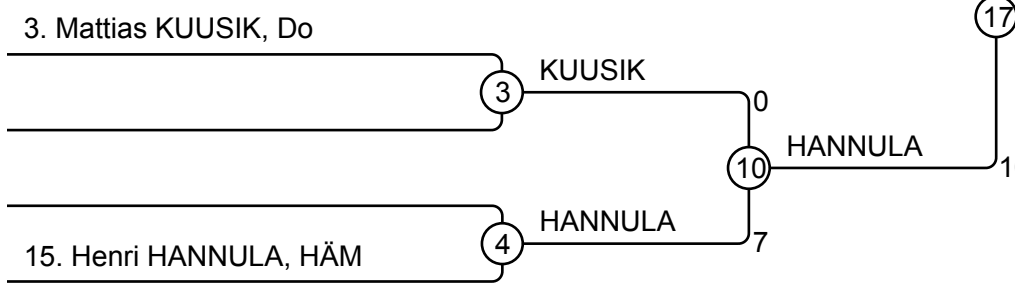 17
3. Mattias KUUSIK, Do
3
KUUSIK
0
10
HANNULA
1
4
HANNULA
7
15. Henri HANNULA, HÄM